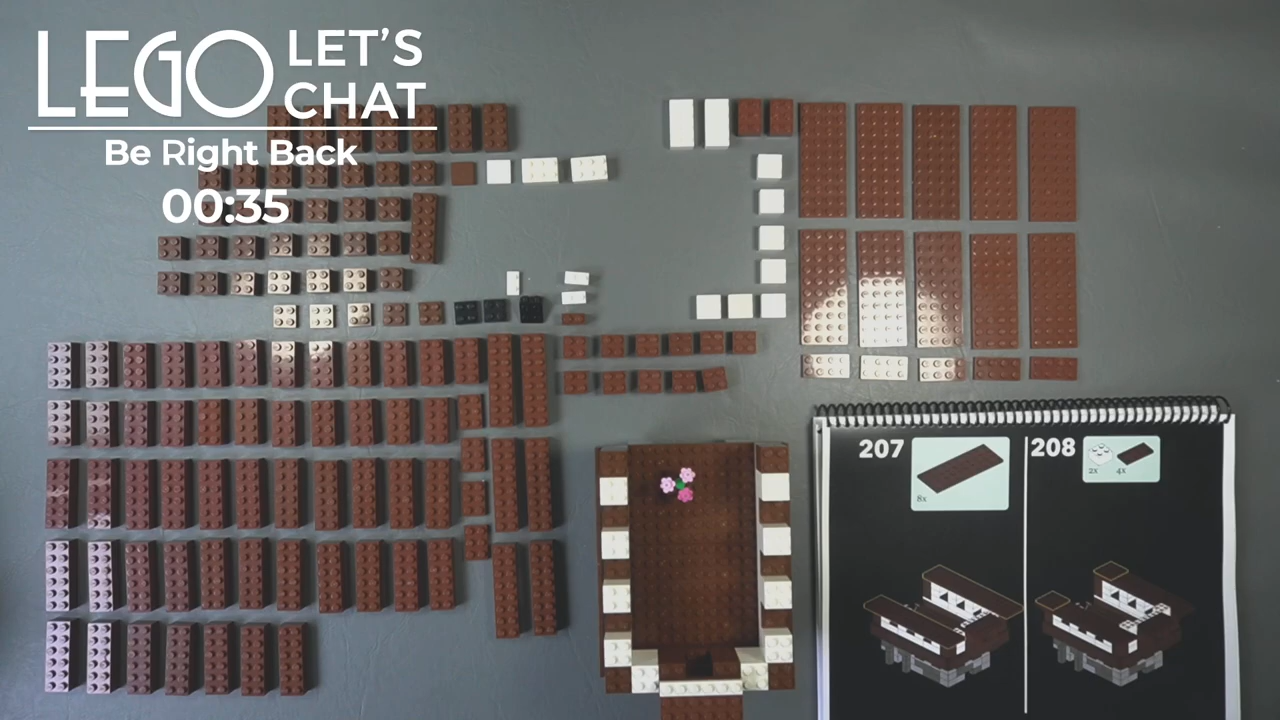 LEGO LET'S CHAT
Be Right Back
00:35
207 208
8x
2x 4x